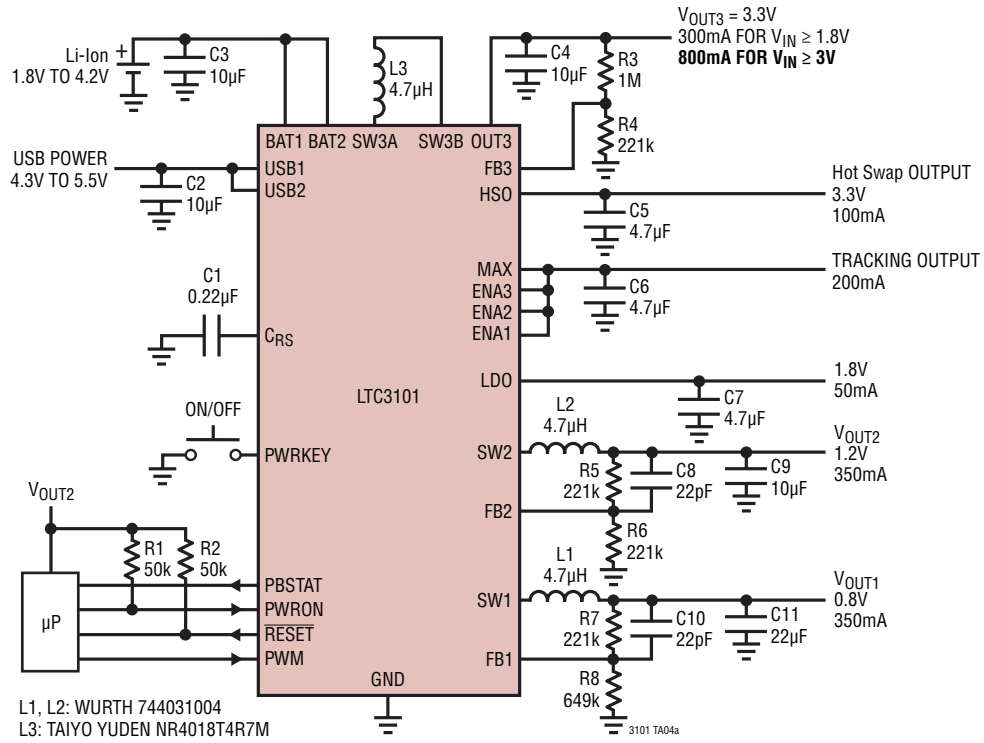 Li-Ion +
1.8V TO 4.2V
C3
10µF
L3
4.7µH
C4
10µF
R3
1M
R4
221k
VOUT3 = 3.3V
300mA FOR VIN ≥ 1.8V
800mA FOR VIN ≥ 3V
BAT1 BAT2 SW3A SW3B OUT3
USB POWER
4.3V TO 5.5V
C2
10µF
USB1
USB2
FB3
HSO
Hot Swap OUTPUT
3.3V
100mA
C5
4.7µF
MAX
ENA3
ENA2
ENA1
TRACKING OUTPUT
200mA
C6
4.7µF
C1
0.22µF
CRS
LTC3101
LDO
1.8V
50mA
C7
4.7µF
ON/OFF
PWRKEY
SW2
L2
4.7µH
R5
221k
C8
22pF
C9
10µF
VOUT2
1.2V
350mA
FB2
R6
221k
VOUT2
R1
50k
R2
50k
µP
PBSTAT
PWRON
RESET
PWM
SW1
L1
4.7µH
R7
221k
C10
22pF
C11
22µF
VOUT1
0.8V
350mA
FB1
R8
649k
GND
L1, L2: WURTH 744031004
L3: TAIYO YUDEN NR4018T4R7M
3101 TA04a